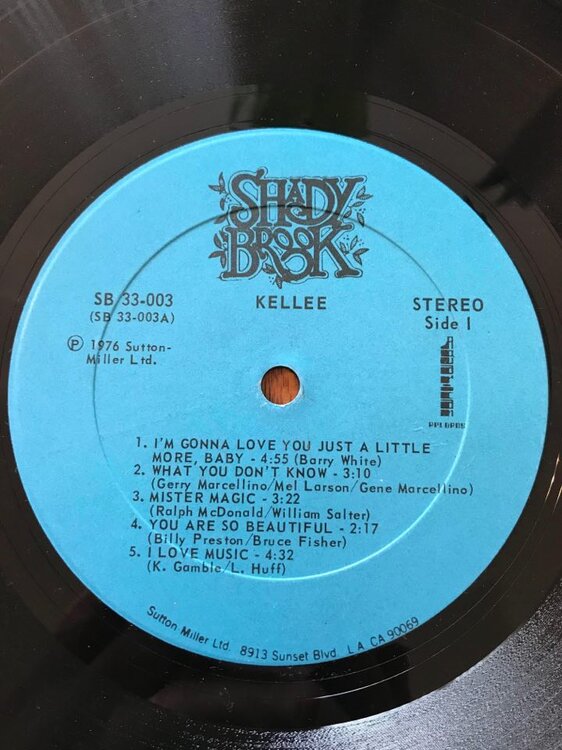 SHADY
BROOK
SB 33-003
(SB 33-003A)
KELLEE
STEREO
Side 1
℗ 1976 Sutton-
Miller Ltd.
RECORDS
1. I'M GONNA LOVE YOU JUST A LITTLE
MORE, BABY - 4:55 (Barry White)
2. WHAT YOU DON'T KNOW - 3:10
(Gerry Marcellino/Mel Larson/Gene Marcellino)
3. MISTER MAGIC - 3:22
(Ralph McDonald/William Salter)
4. YOU ARE SO BEAUTIFUL - 2:17
(Billy Preston/Bruce Fisher)
5. I LOVE MUSIC - 4:32
(K. Gamble/L. Huff)
Sutton Miller Ltd. 8913 Sunset Blvd. L A CA 90069